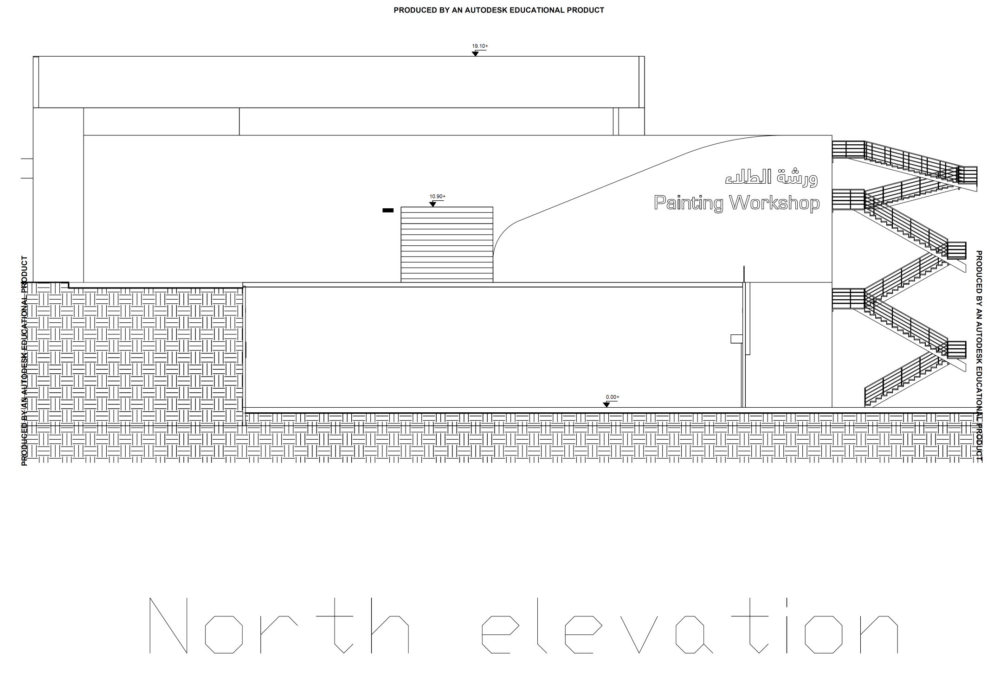 PRODUCED BY AN AUTODESK EDUCATIONAL PRODUCT
19.10+
ورشة الطلاء
10.90+
Painting Workshop
PRODUCED BY AN AUTODESK EDUCATIONAL PRODUCT
PRODUCED BY AN AUTODESK EDUCATIONAL PRODUCT
0.00+
North elevation